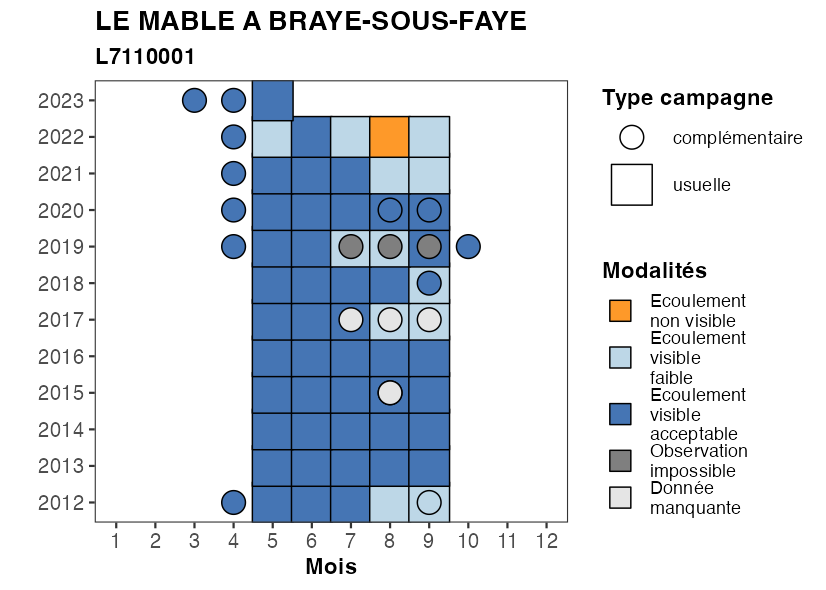 LE MABLE A BRAYE-SOUS-FAYE
L7110001
2023
2022
2021
2020
2019
2018
2017
2016
2015
2014
2013
2012
1 2 3 4 5 6 7 8 9 10 11 12
Mois
Type campagne
complémentaire
usuelle
Modalités
Ecoulement
non visible
Ecoulement
visible
faible
Ecoulement
visible
acceptable
Observation
impossible
Donnée
manquante